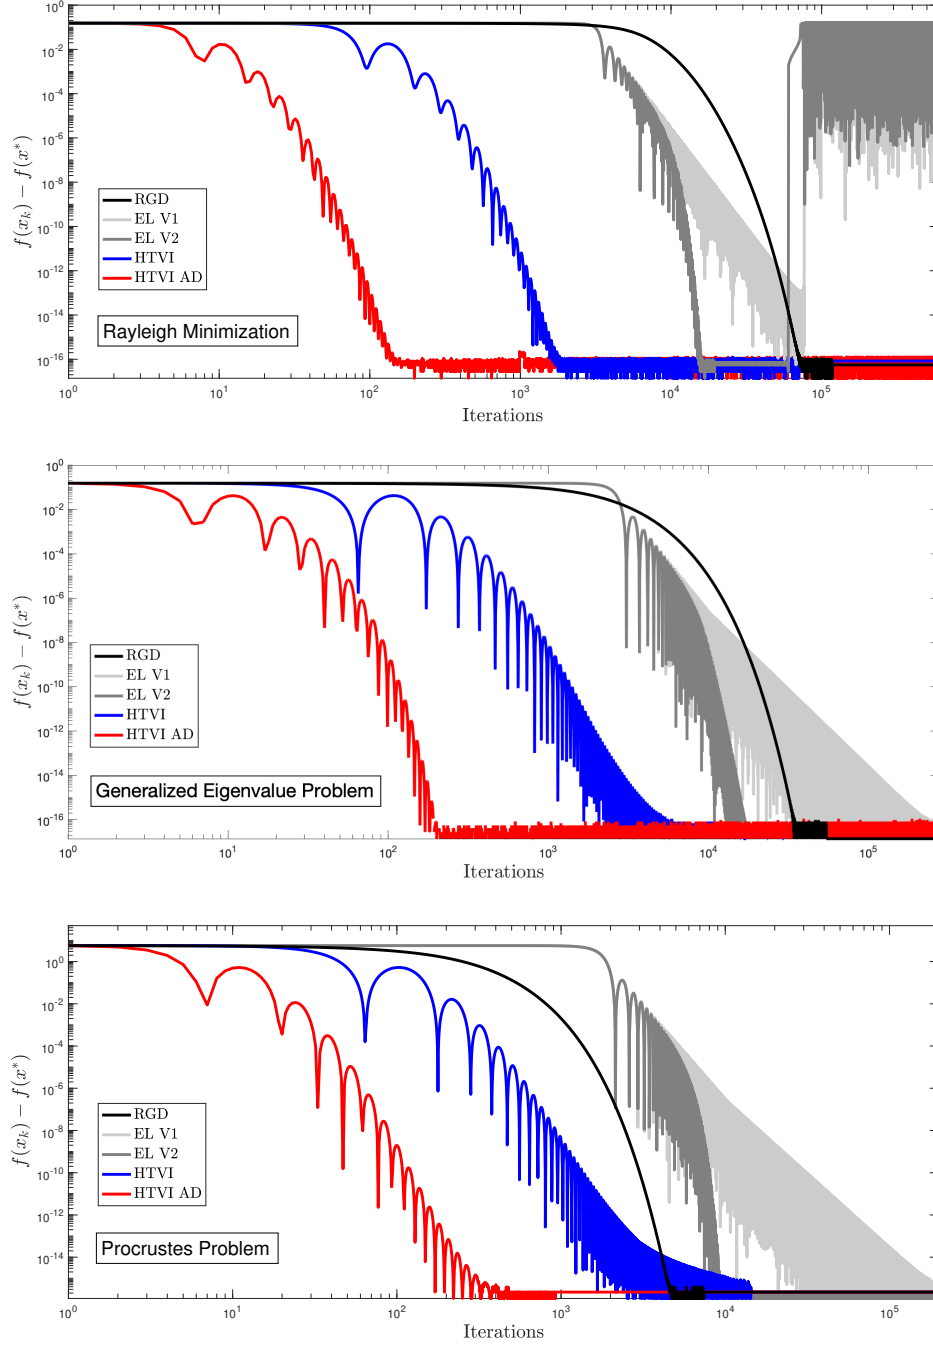 10^0
10^-2
10^-4
10^-6
10^-8
10^-10
10^-12
10^-14
10^-16
f(x_k) − f(x^*)
RGD
EL V1
EL V2
HTVI
HTVI AD
Rayleigh Minimization
10^0 10^1 10^2 10^3 10^4 10^5
Iterations
10^0
10^-2
10^-4
10^-6
10^-8
10^-10
10^-12
10^-14
10^-16
f(x_k) − f(x^*)
RGD
EL V1
EL V2
HTVI
HTVI AD
Generalized Eigenvalue Problem
10^0 10^1 10^2 10^3 10^4 10^5
Iterations
10^0
10^-2
10^-4
10^-6
10^-8
10^-10
10^-12
10^-14
f(x_k) − f(x^*)
RGD
EL V1
EL V2
HTVI
HTVI AD
Procrustes Problem
10^0 10^1 10^2 10^3 10^4 10^5
Iterations